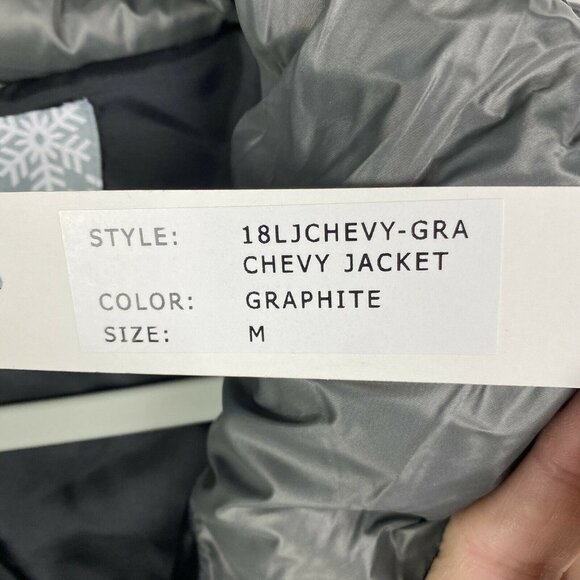 STYLE: 18LJCHEVY-GRA
CHEVY JACKET
COLOR: GRAPHITE
SIZE: M